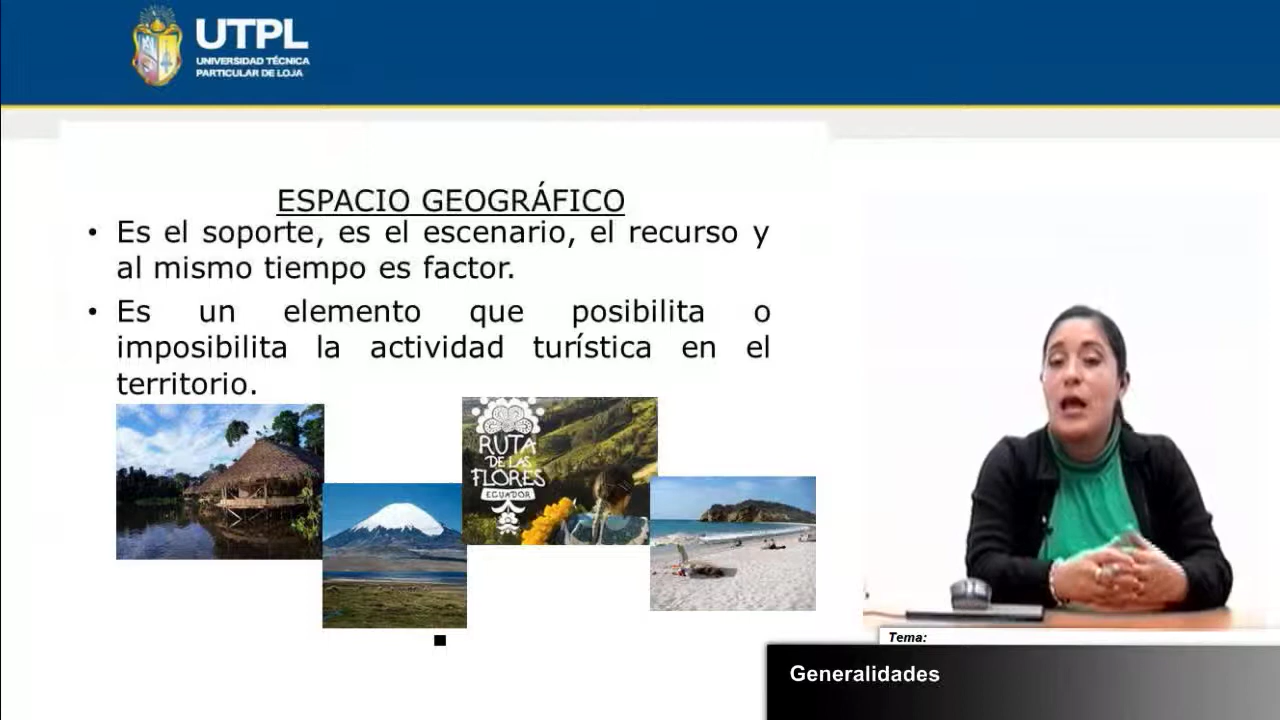 UTPL
UNIVERSIDAD TÉCNICA
PARTICULAR DE LOJA
ESPACIO GEOGRÁFICO
• Es el soporte, es el escenario, el recurso y
al mismo tiempo es factor.
• Es un elemento que posibilita o
imposibilita la actividad turística en el
territorio.
RUTA
DE LAS
FLORES
ECUADOR
Tema:
Generalidades